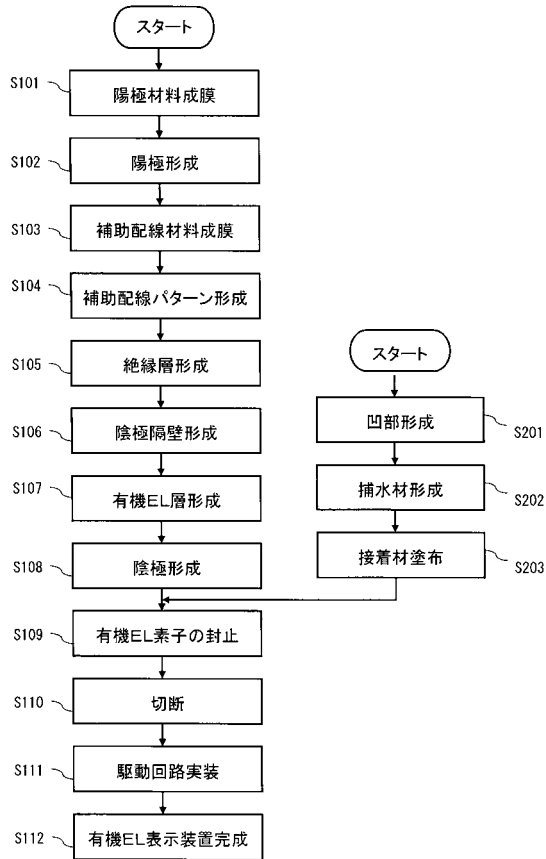 スタート
S101
陽極材料成膜
S102
陽極形成
S103
補助配線材料成膜
S104
補助配線パターン形成
S105
絶縁層形成
S106
陰極隔壁形成
S107
有機EL層形成
S108
陰極形成
スタート
凹部形成
S201
捕水材形成
S202
接着材塗布
S203
S109
有機EL素子の封止
S110
切断
S111
駆動回路実装
S112
有機EL表示装置完成